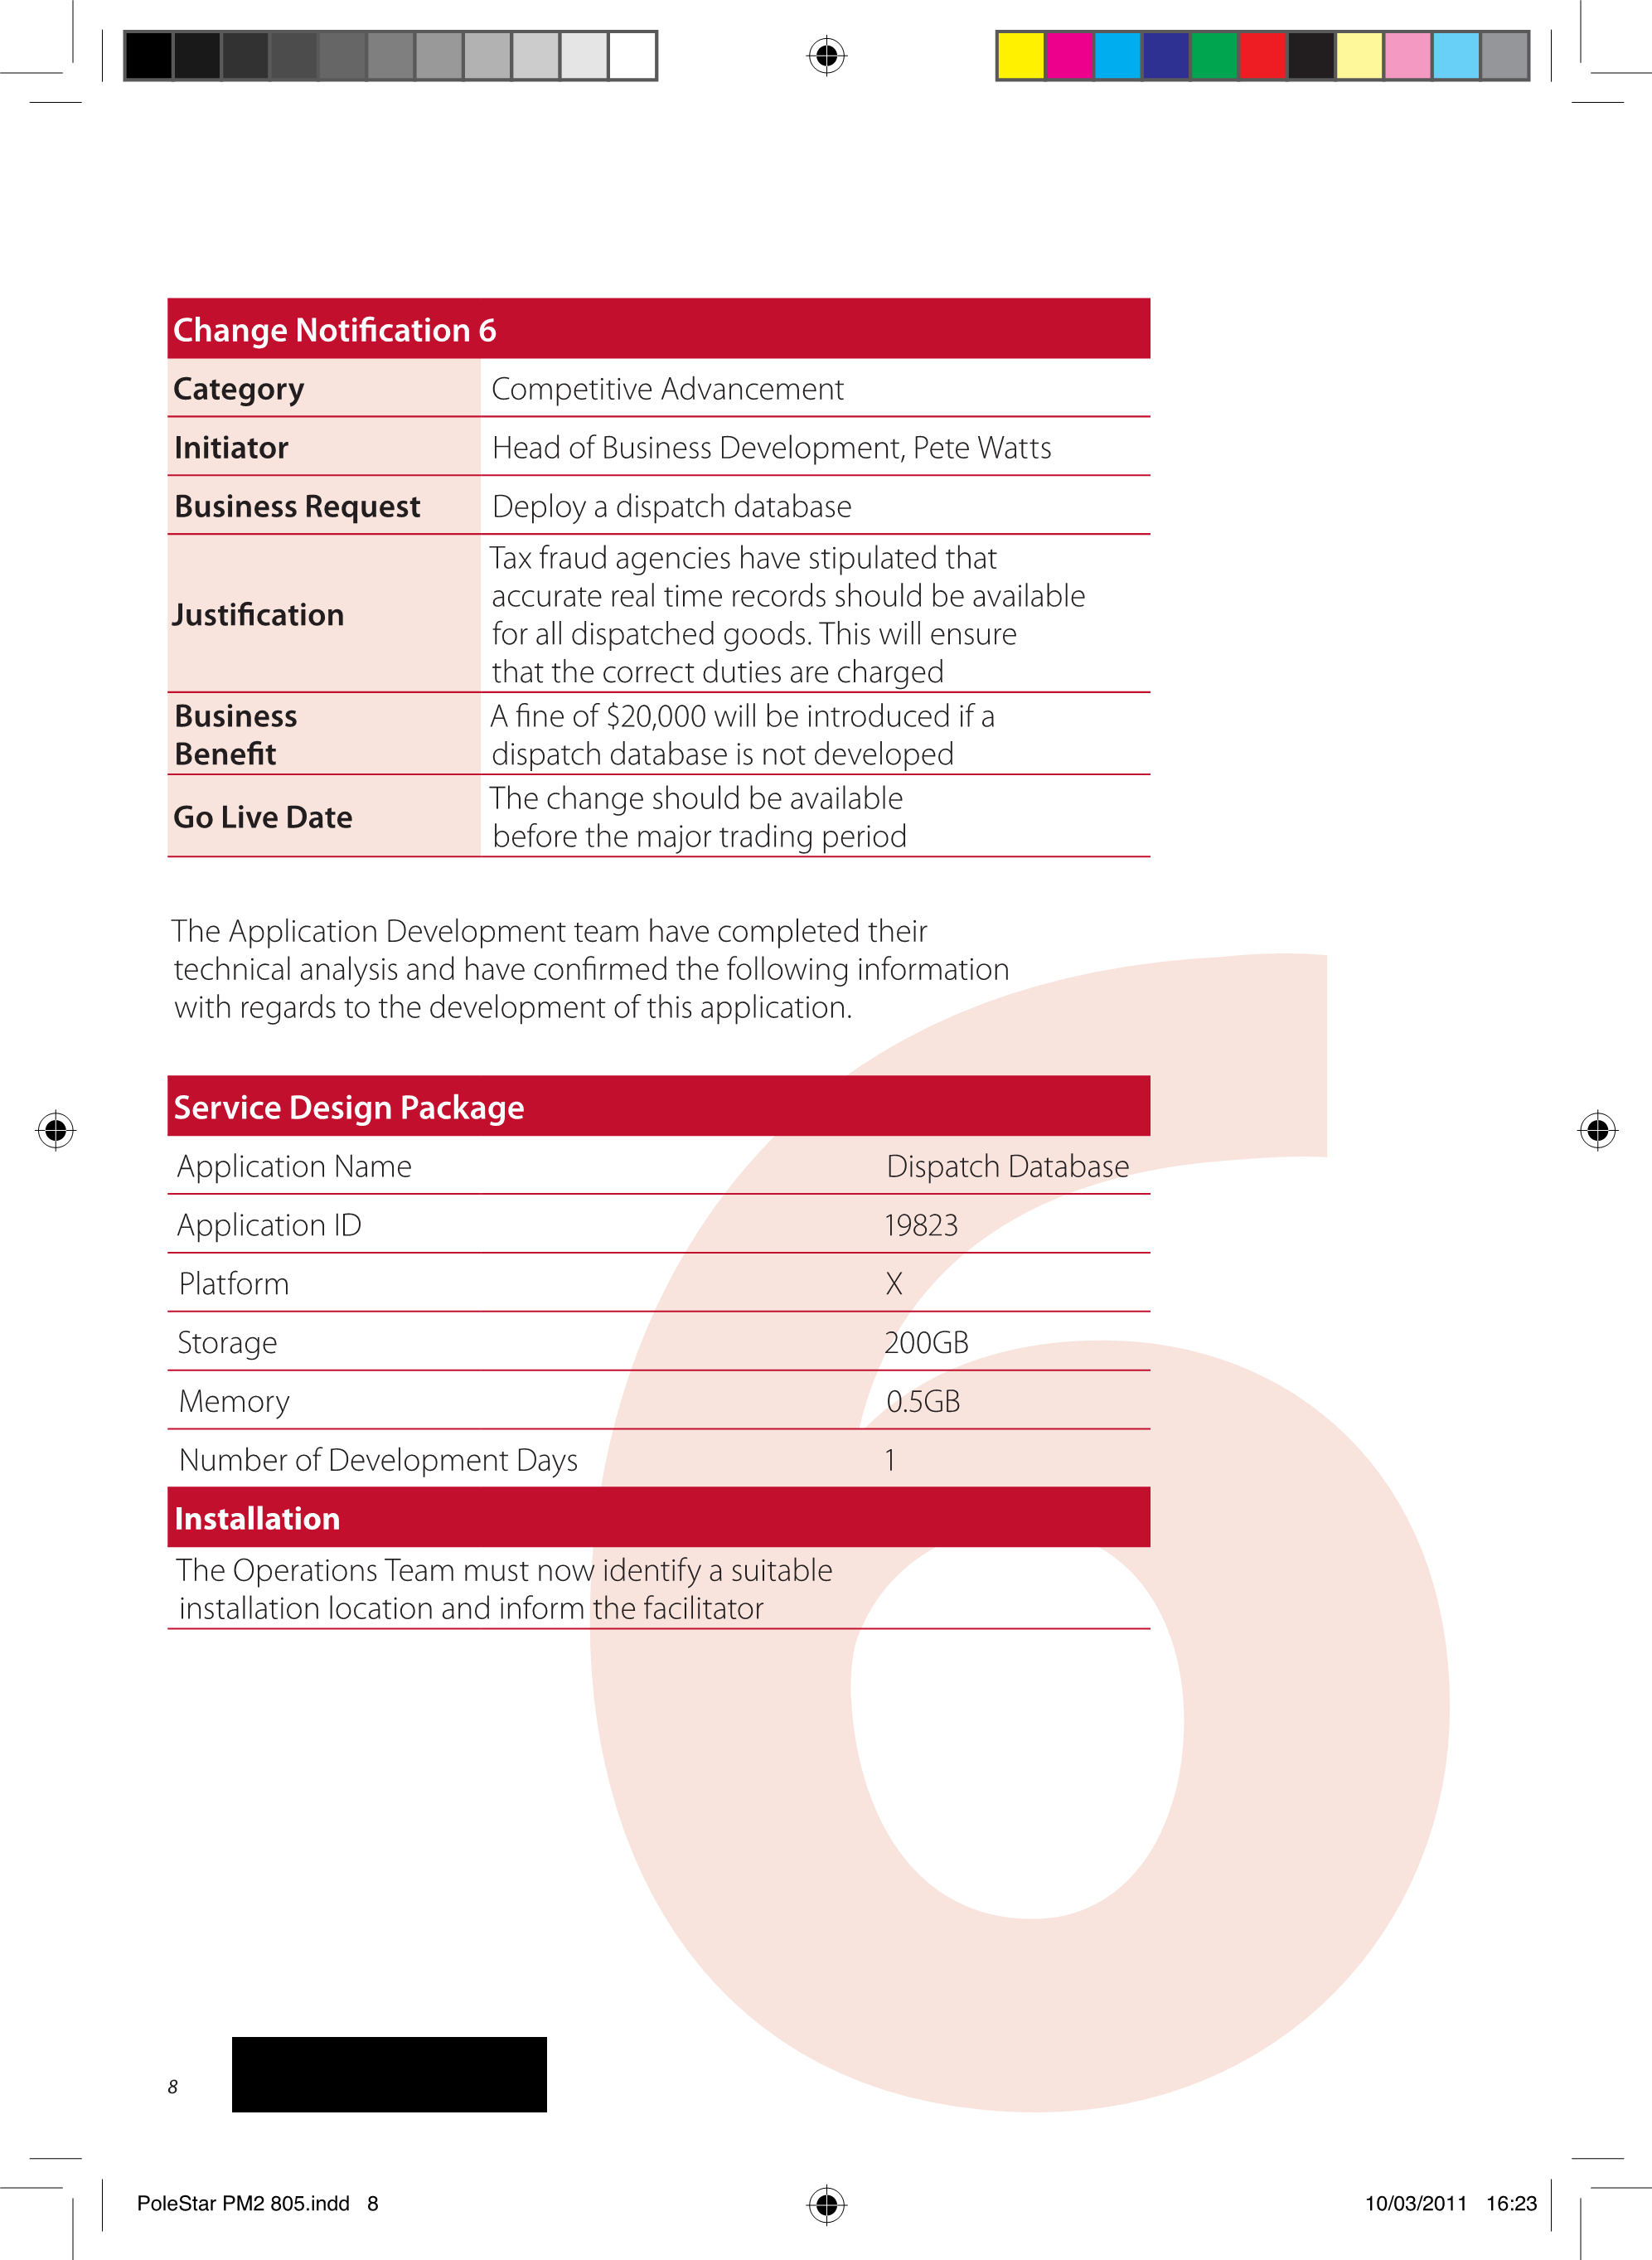 Change Notification 6
Category Competitive Advancement
Initiator Head of Business Development, Pete Watts
Business Request Deploy a dispatch database
Justification
Tax fraud agencies have stipulated that
accurate real time records should be available
for all dispatched goods. This will ensure
that the correct duties are charged
Business
Benefit
A fine of $20,000 will be introduced if a
dispatch database is not developed
Go Live Date
The change should be available
before the major trading period
The Application Development team have completed their
technical analysis and have confirmed the following information
with regards to the development of this application.
Service Design Package
Application Name Dispatch Database
Application ID 19823
Platform X
Storage 200GB
Memory 0.5GB
Number of Development Days 1
Installation
The Operations Team must now identify a suitable
installation location and inform the facilitator
6
8
PoleStar PM2 805.indd 8 10/03/2011 16:23